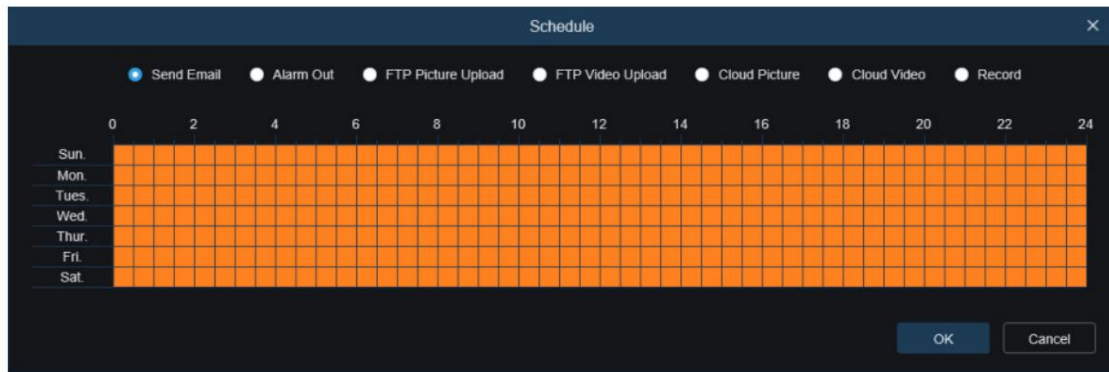 Schedule
Send Email Alarm Out FTP Picture Upload FTP Video Upload Cloud Picture Cloud Video Record
0 2 4 6 8 10 12 14 16 18 20 22 24
Sun.
Mon.
Tues.
Wed.
Thur.
Fri.
Sat.
OK Cancel